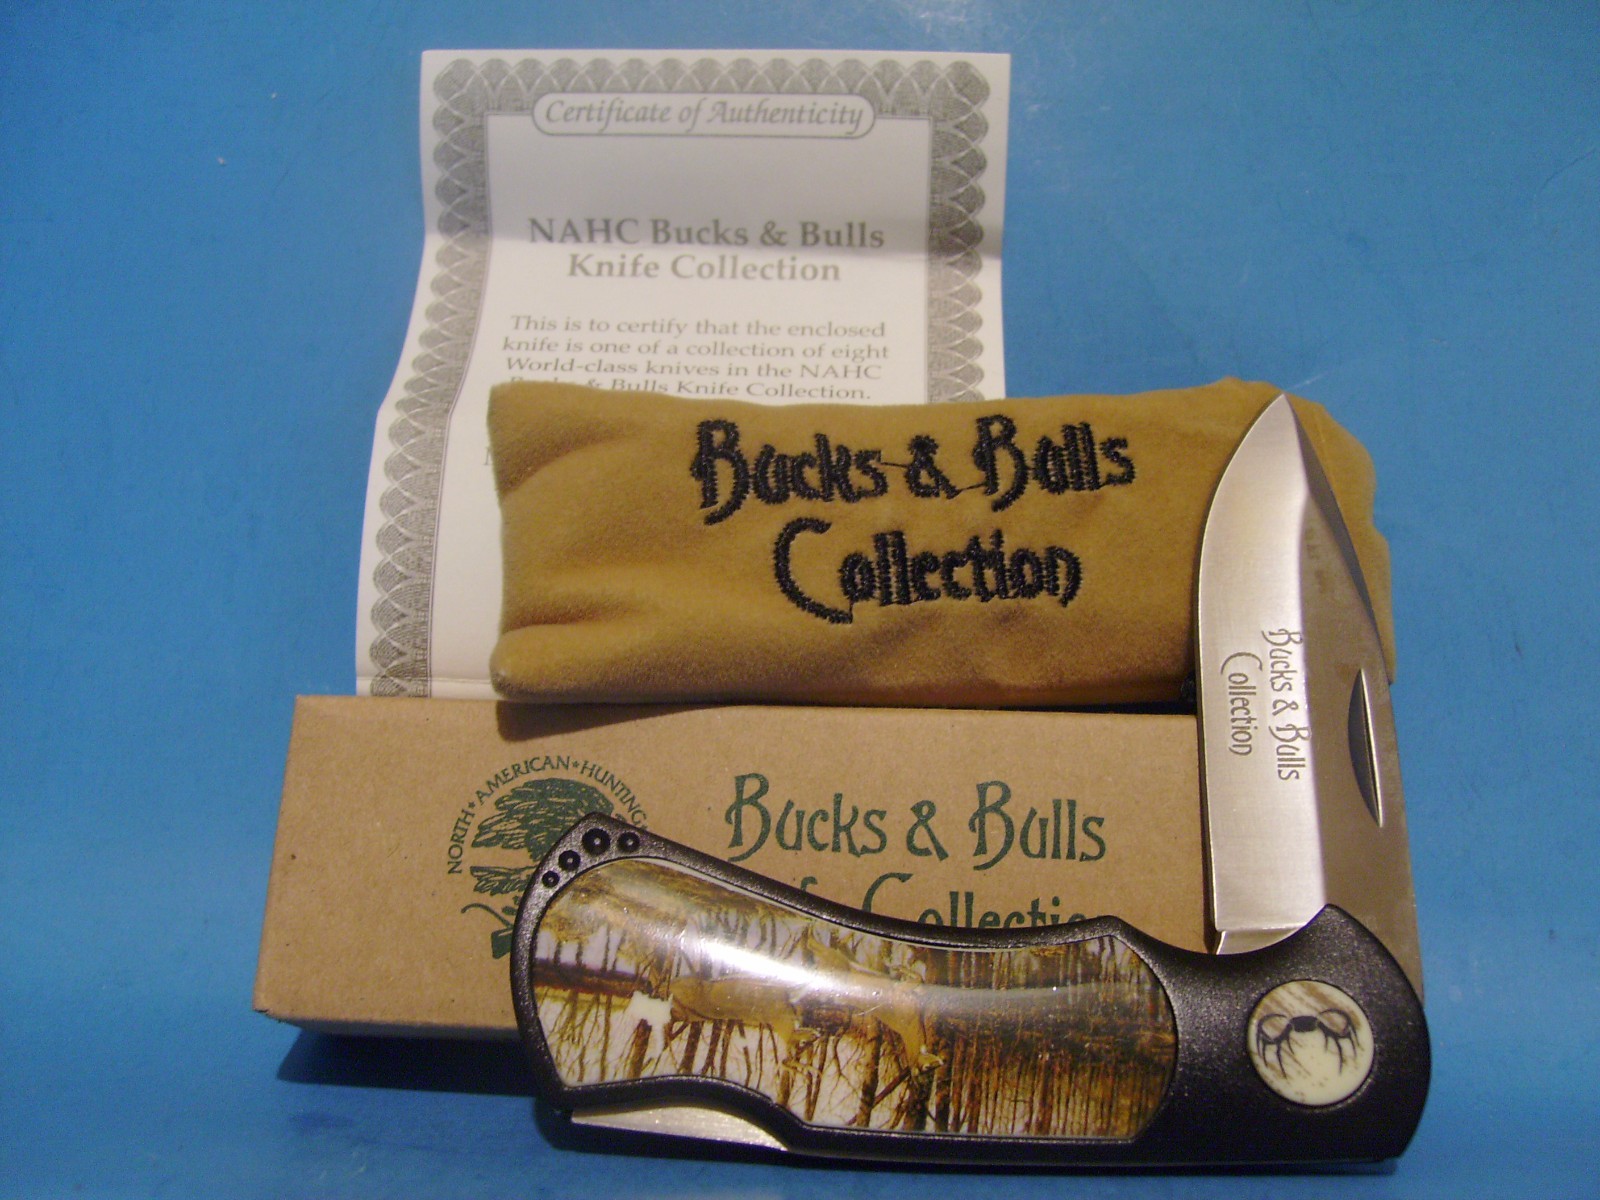 Certificate of Authenticity
NAHC Bucks & Bulls
Knife Collection
This is to certify that the enclosed
knife is one of a collection of eight
World-class knives in the NAHC
Bucks & Bulls Knife Collection.
Bucks & Bulls
Collection
Bucks & Bulls
Collection
NORTH★AMERICAN★HUNTING
Bucks & Bulls
Collection